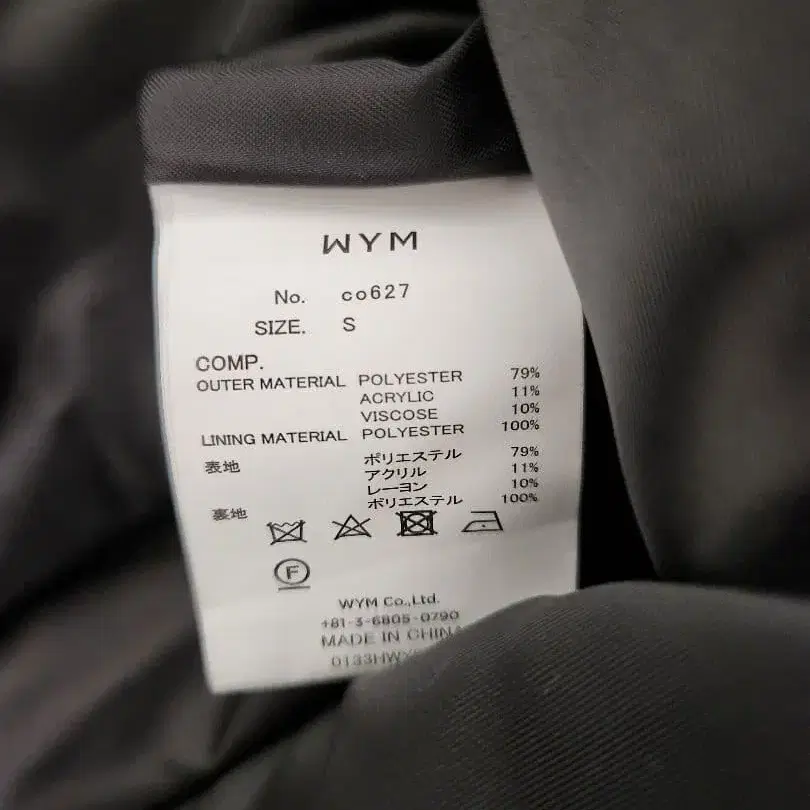 WYM
No. co627
SIZE. S
COMP.
OUTER MATERIAL POLYESTER 79%
ACRYLIC 11%
VISCOSE 10%
LINING MATERIAL POLYESTER 100%
表地 ポリエステル 79%
アクリル 11%
レーヨン 10%
裏地 ポリエステル 100%
F
WYM Co.,Ltd.
+81-3-6805-0790
MADE IN CHINA